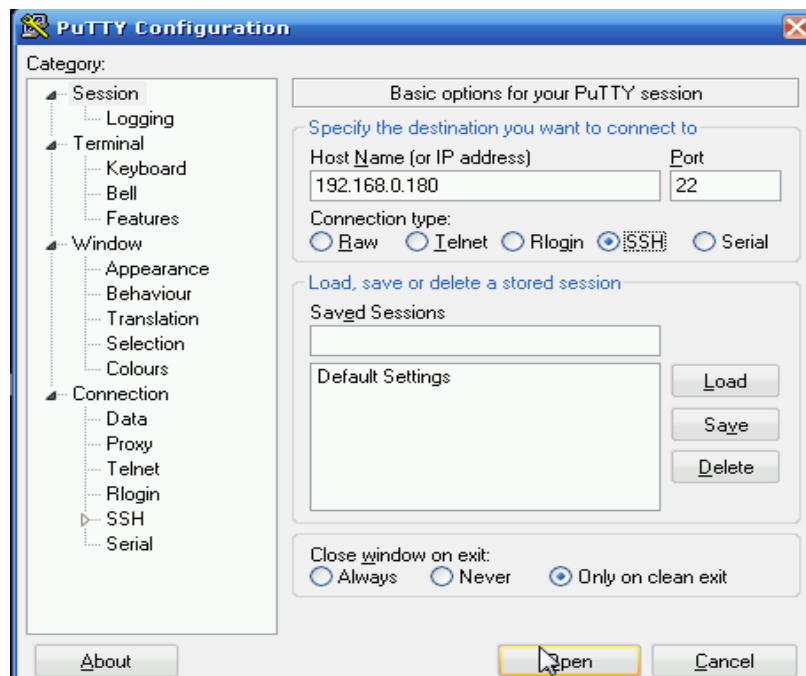 PuTTY Configuration
Category:
Session
Logging
Terminal
Keyboard
Bell
Features
Window
Appearance
Behaviour
Translation
Selection
Colours
Connection
Data
Proxy
Telnet
Rlogin
SSH
Serial
Basic options for your PuTTY session
Specify the destination you want to connect to
Host Name (or IP address) Port
192.168.0.180 22
Connection type:
Raw Telnet Rlogin SSH Serial
Load, save or delete a stored session
Saved Sessions
Default Settings
Load
Save
Delete
Close window on exit:
Always Never Only on clean exit
About Open Cancel